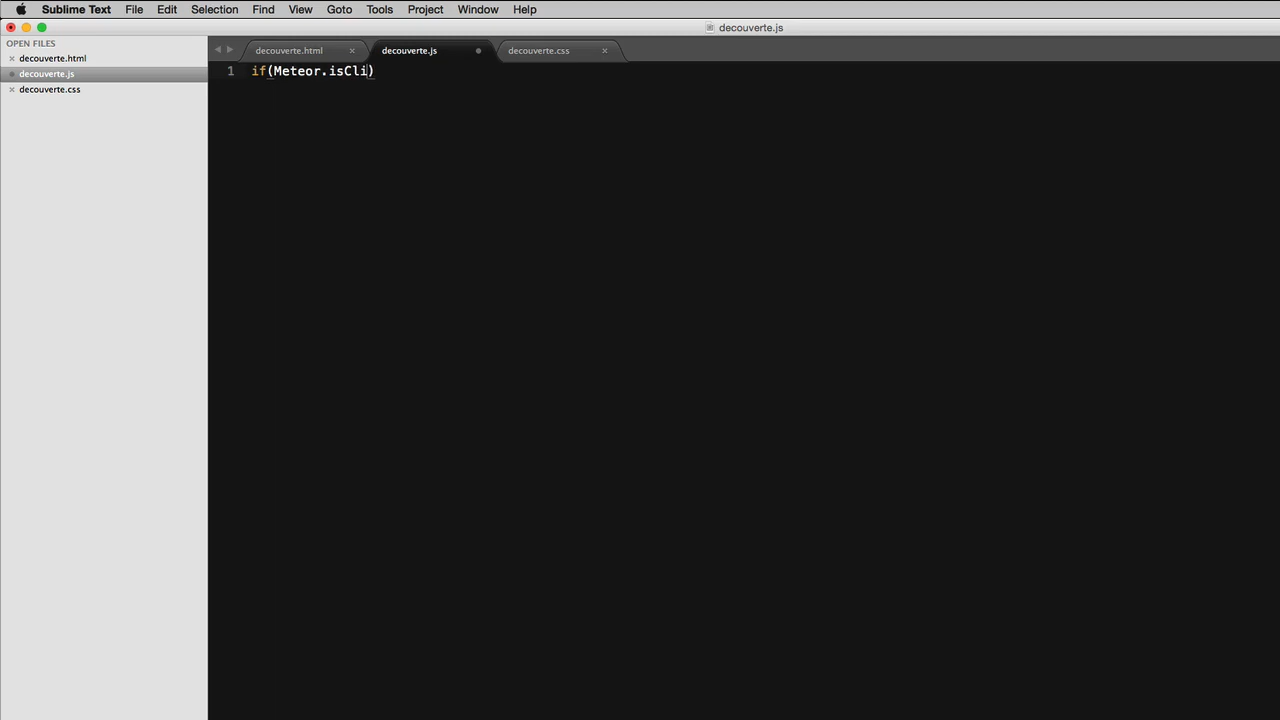 Sublime Text File Edit Selection Find View Goto Tools Project Window Help
decouverte.js
OPEN FILES
decouverte.html
decouverte.js
decouverte.css
decouverte.html decouverte.js decouverte.css
1 if(Meteor.isCli)